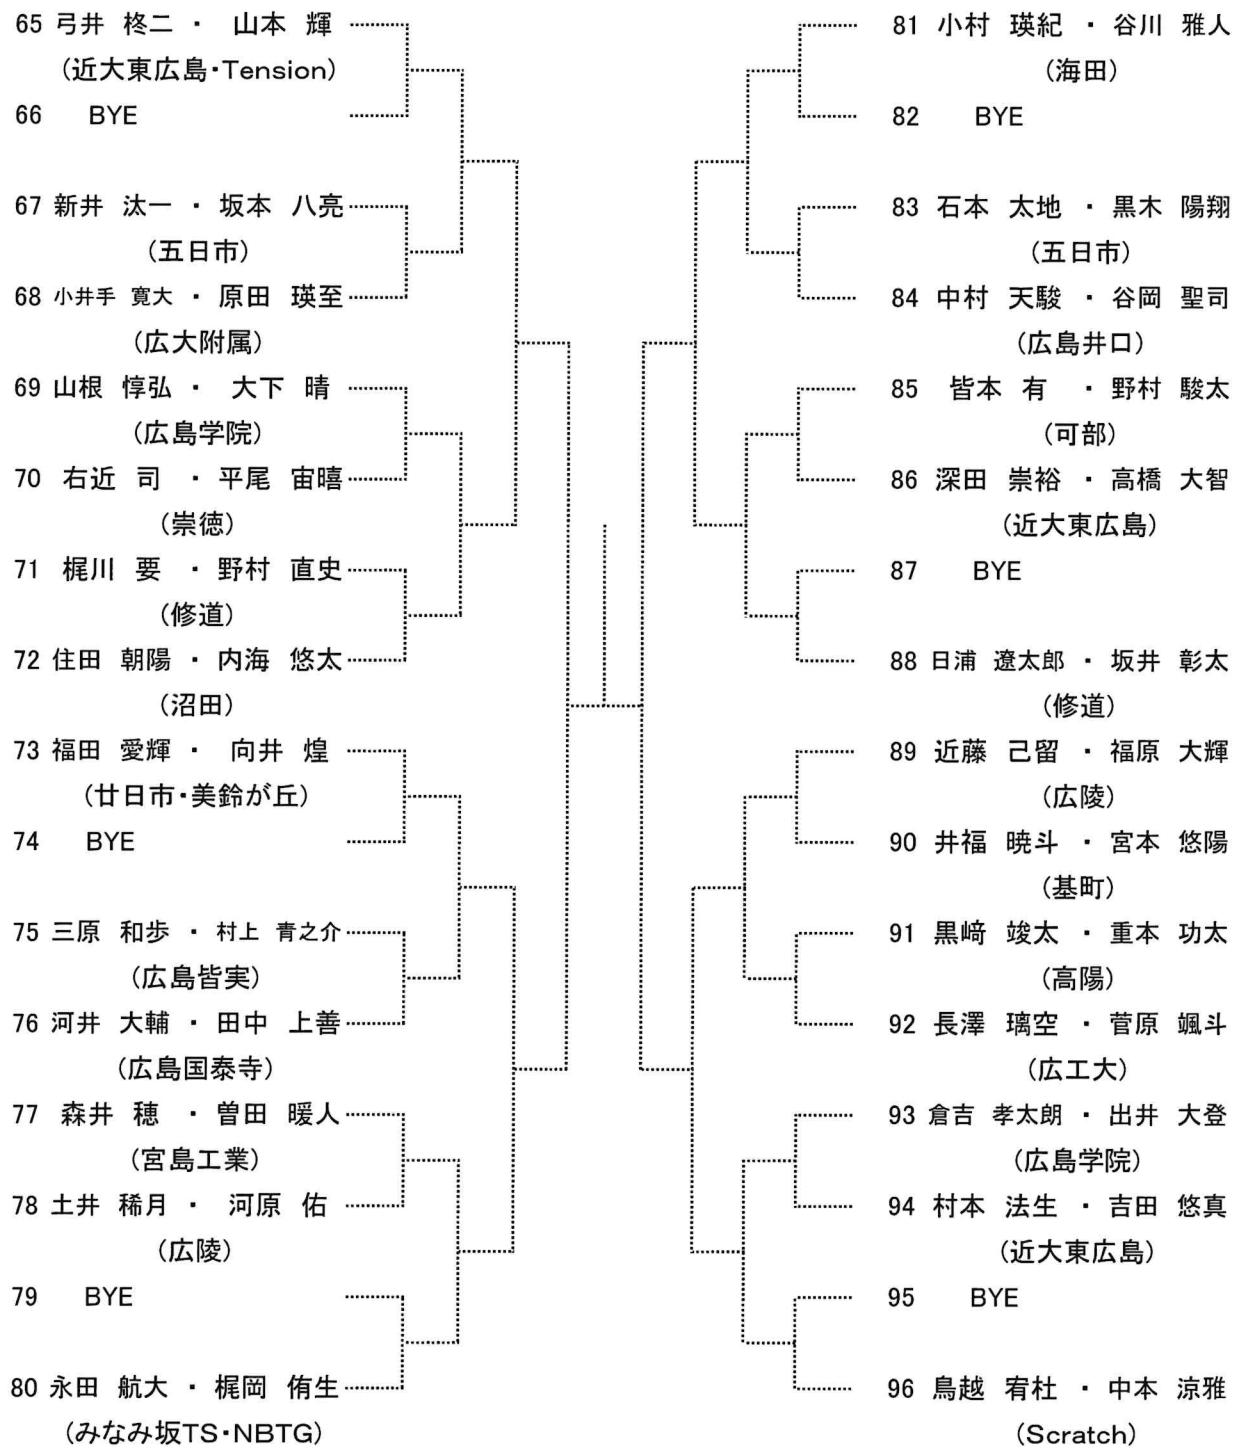 65 弓井 柊二 ・ 山本 輝
(近大東広島・Tension)
66 BYE
67 新井 汰一 ・ 坂本 八亮
(五日市)
68 小井手 寛大 ・ 原田 瑛至
(広大附属)
69 山根 惇弘 ・ 大下 晴
(広島学院)
70 右近 司 ・ 平尾 宙暿
(崇徳)
71 梶川 要 ・ 野村 直史
(修道)
72 住田 朝陽 ・ 内海 悠太
(沼田)
73 福田 愛輝 ・ 向井 煌
(廿日市・美鈴が丘)
74 BYE
75 三原 和歩 ・ 村上 青之介
(広島皆実)
76 河井 大輔 ・ 田中 上善
(広島国泰寺)
77 森井 穂 ・ 曽田 暖人
(宮島工業)
78 土井 稀月 ・ 河原 佑
(広陵)
79 BYE
80 永田 航大 ・ 梶岡 侑生
(みなみ坂TS・NBTG)
81 小村 瑛紀 ・ 谷川 雅人
(海田)
82 BYE
83 石本 太地 ・ 黒木 陽翔
(五日市)
84 中村 天駿 ・ 谷岡 聖司
(広島井口)
85 皆本 有 ・ 野村 駿太
(可部)
86 深田 崇裕 ・ 高橋 大智
(近大東広島)
87 BYE
88 日浦 遼太郎 ・ 坂井 彰太
(修道)
89 近藤 己留 ・ 福原 大輝
(広陵)
90 井福 暁斗 ・ 宮本 悠陽
(基町)
91 黒﨑 竣太 ・ 重本 功太
(高陽)
92 長澤 璃空 ・ 菅原 颯斗
(広工大)
93 倉吉 孝太朗 ・ 出井 大登
(広島学院)
94 村本 法生 ・ 吉田 悠真
(近大東広島)
95 BYE
96 鳥越 宥杜 ・ 中本 涼雅
(Scratch)